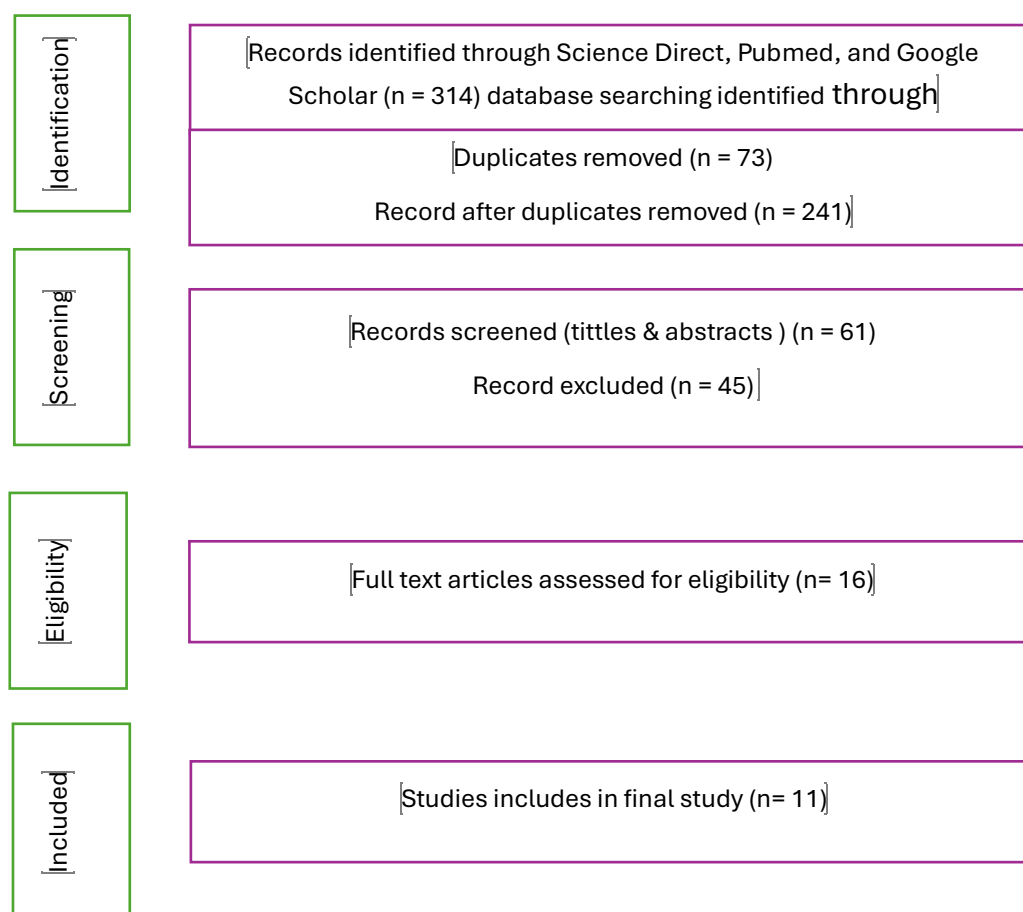 Identification
Records identified through Science Direct, Pubmed, and Google
Scholar (n = 314) database searching identified through
Duplicates removed (n = 73)
Record after duplicates removed (n = 241)
Screening
Records screened (tittles & abstracts ) (n = 61)
Record excluded (n = 45)
Eligibility
Full text articles assessed for eligibility (n= 16)
Included
Studies includes in final study (n= 11)